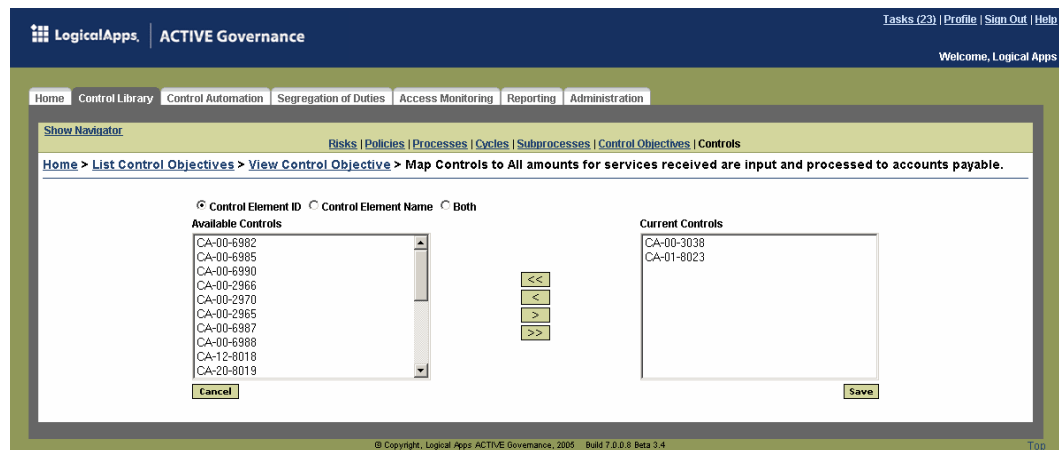 Tasks (23) | Profile | Sign Out | Help
LogicalApps. ACTIVE Governance
Welcome, Logical Apps
Home Control Library Control Automation Segregation of Duties Access Monitoring Reporting Administration
Show Navigator
Risks | Policies | Processes | Cycles | Subprocesses | Control Objectives | Controls
Home > List Control Objectives > View Control Objective > Map Controls to All amounts for services received are input and processed to accounts payable.
Control Element ID Control Element Name Both
Available Controls
CA-00-6982
CA-00-6985
CA-00-6990
CA-00-2966
CA-00-2970
CA-00-2965
CA-00-6987
CA-00-6988
CA-12-8018
CA-20-8019
<<
<
>
>>
Current Controls
CA-00-3038
CA-01-8023
Cancel
Save
© Copyright, Logical Apps ACTIVE Governance, 2005 Build 7.0.0.8 Beta 3.4
Top